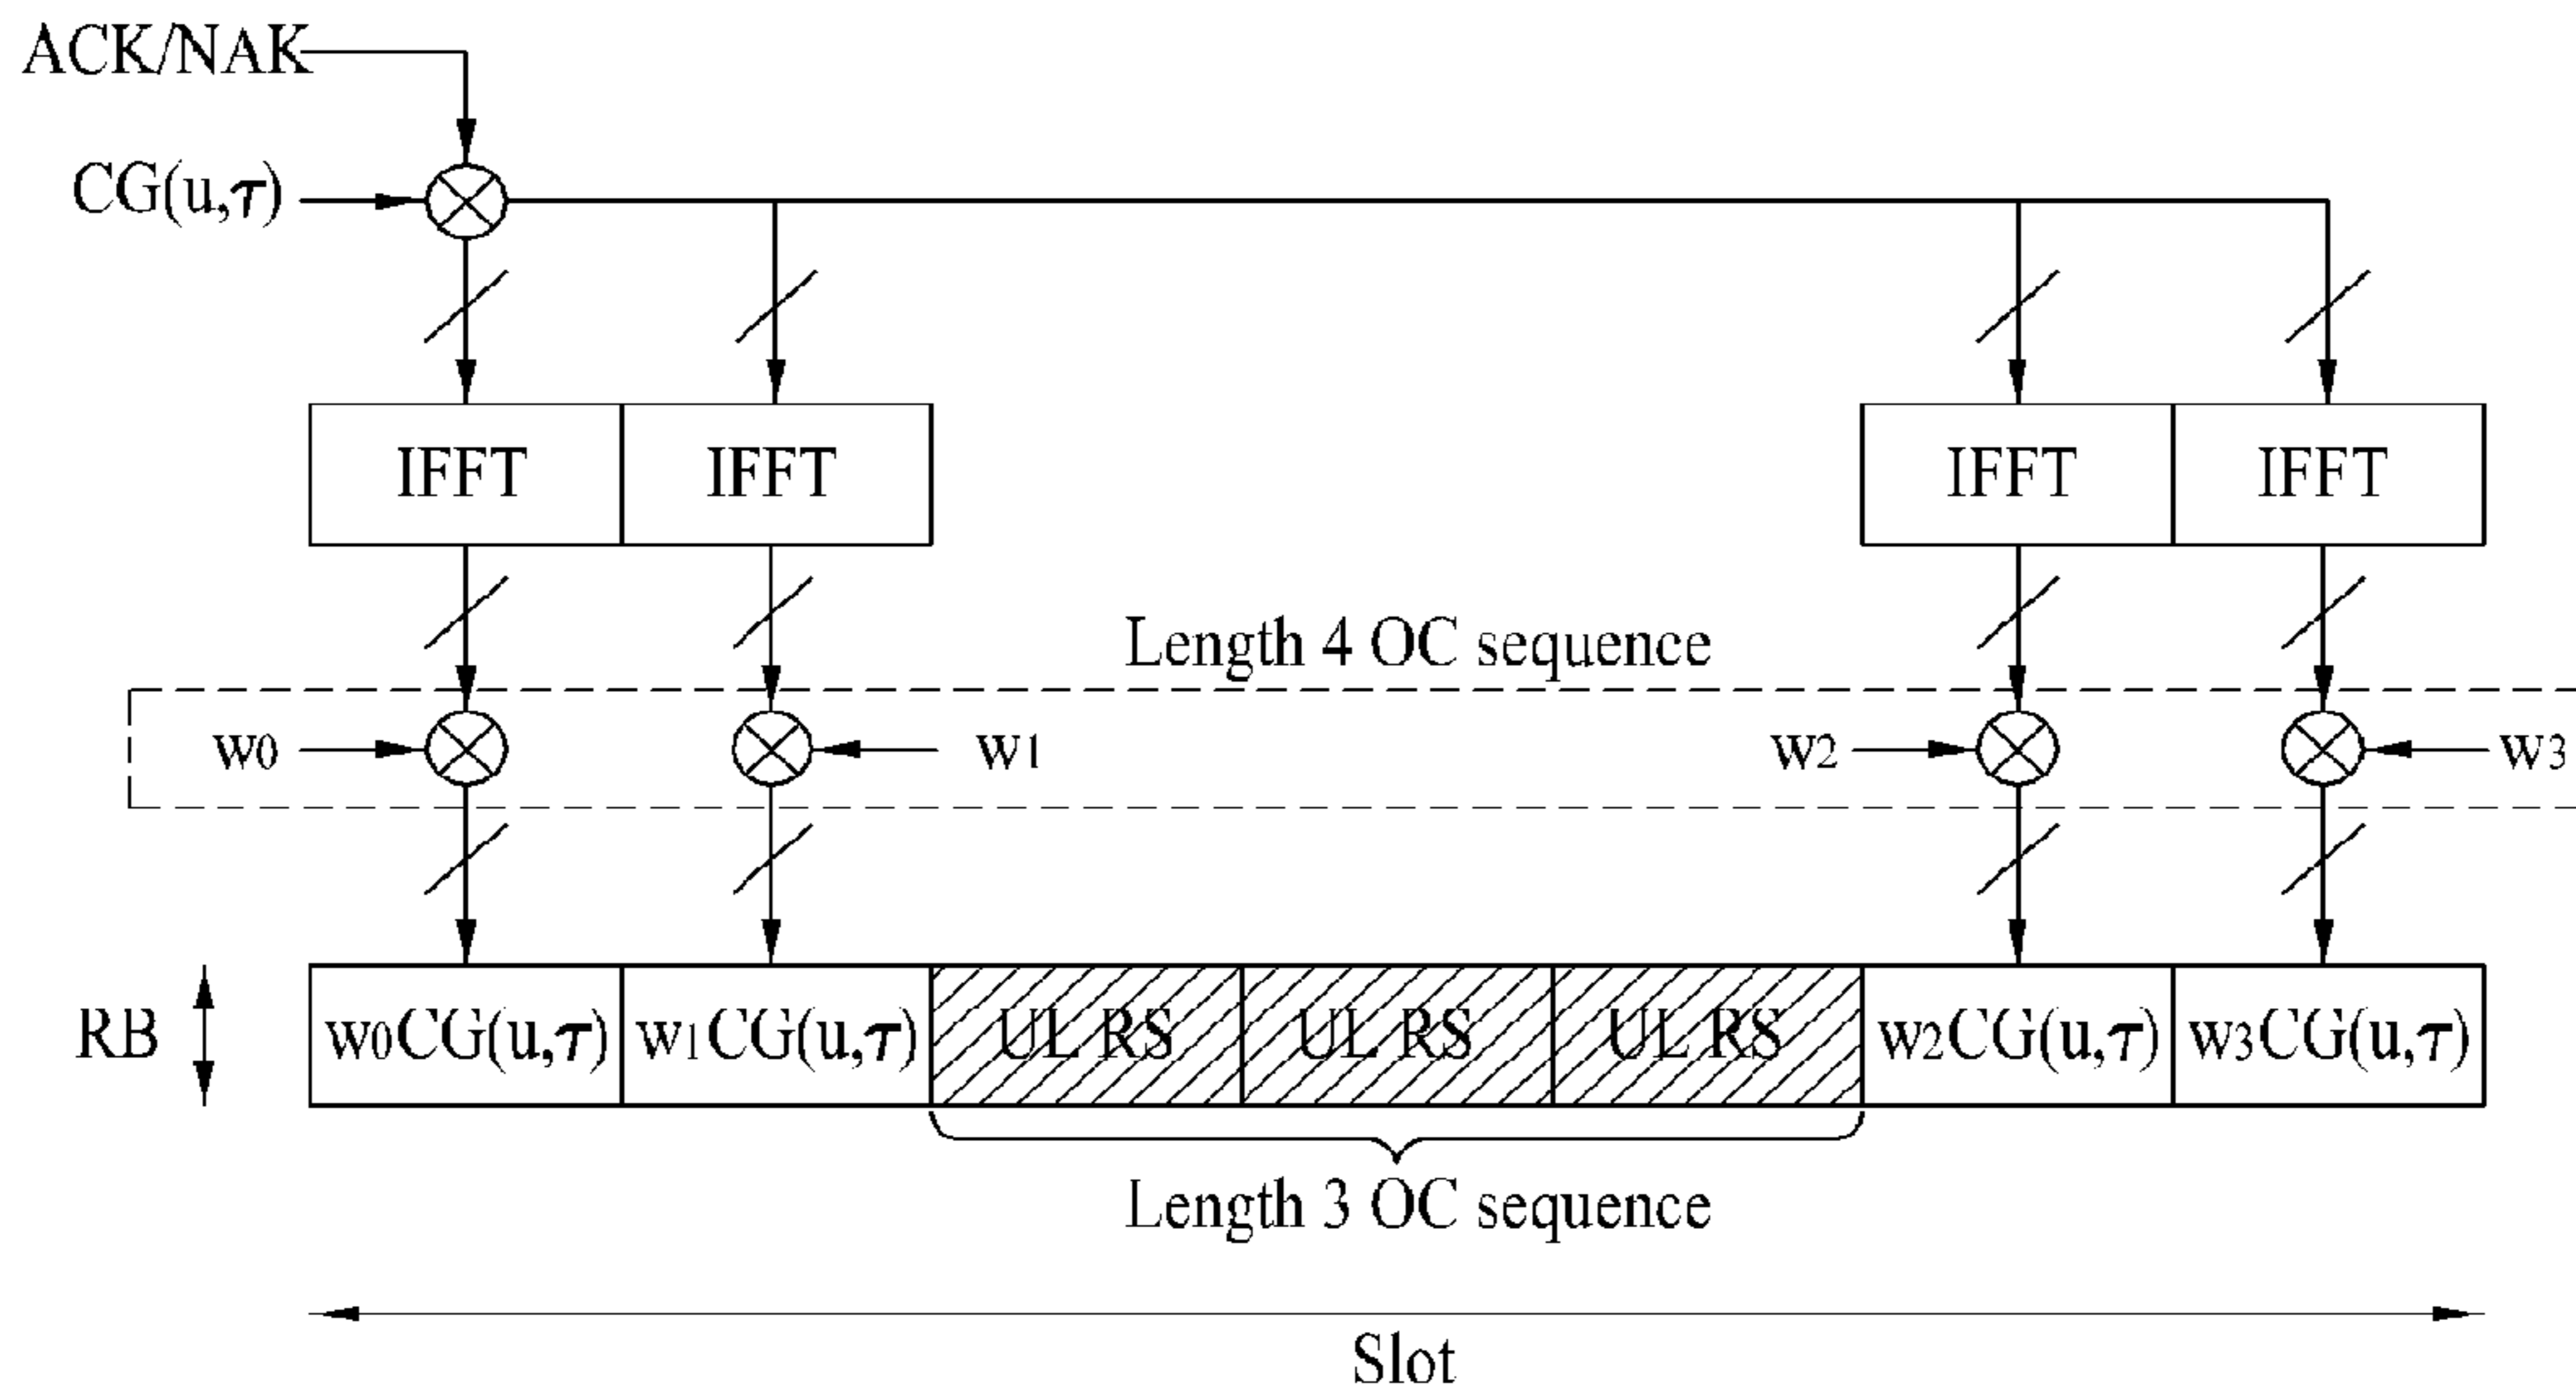 ACK/NAK
CG(u,τ)
IFFT IFFT IFFT IFFT
Length 4 OC sequence
w0 w1 w2 w3
RB w0CG(u,τ) w1CG(u,τ) UL RS UL RS UL RS w2CG(u,τ) w3CG(u,τ)
Length 3 OC sequence
Slot